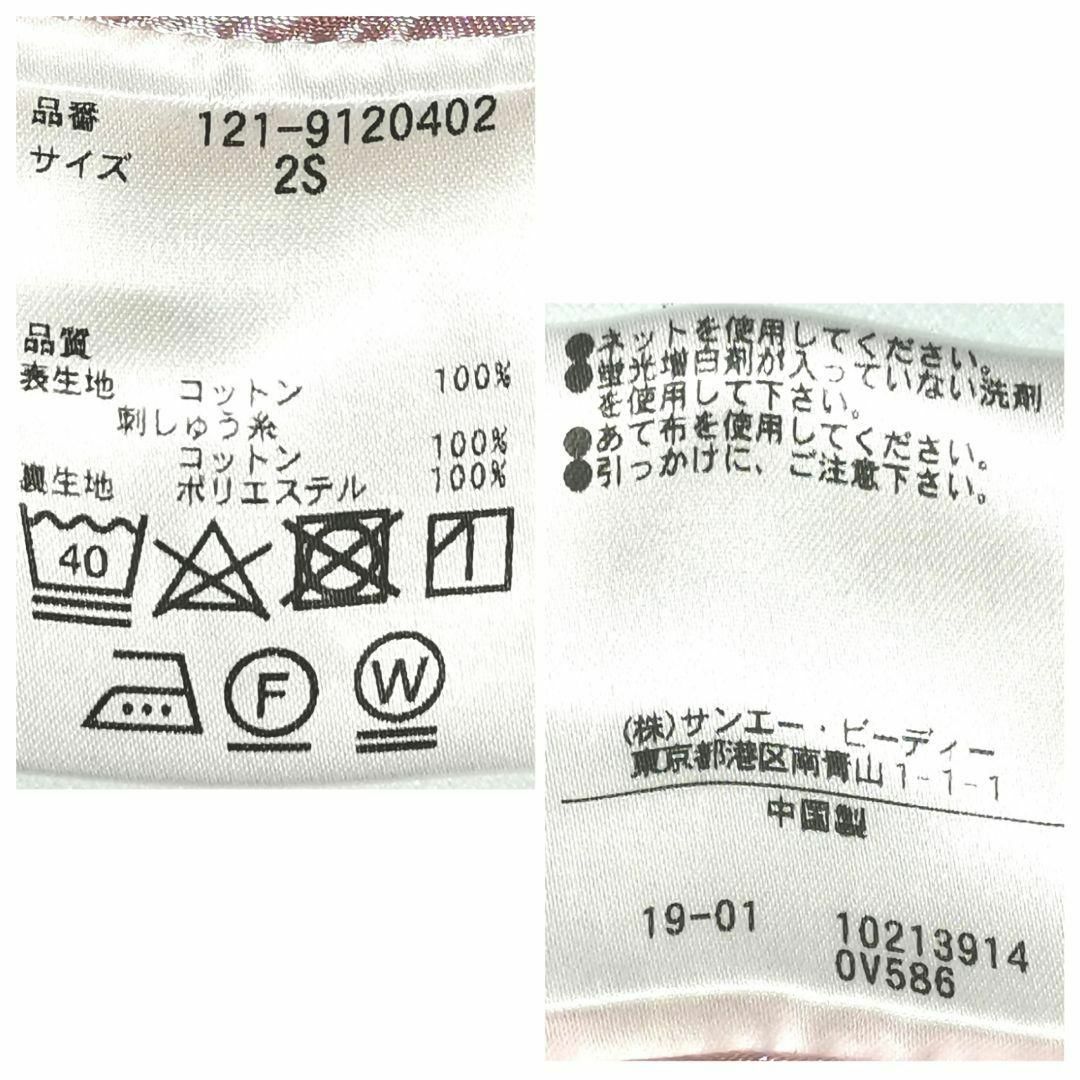 品番 121-9120402
サイズ 2S
品質
表生地 コットン 100%
刺しゅう糸
コットン 100%
裏生地 ポリエステル 100%
40
F
W
●ネットを使用してください。
●蛍光増白剤が入っていない洗剤
を使用して下さい。
●あて布を使用してください。
●引っかけに、ご注意下さい。
(株)サンエー・ビーディー
東京都港区南青山1-1-1
中国製
19-01 10213914
0V586